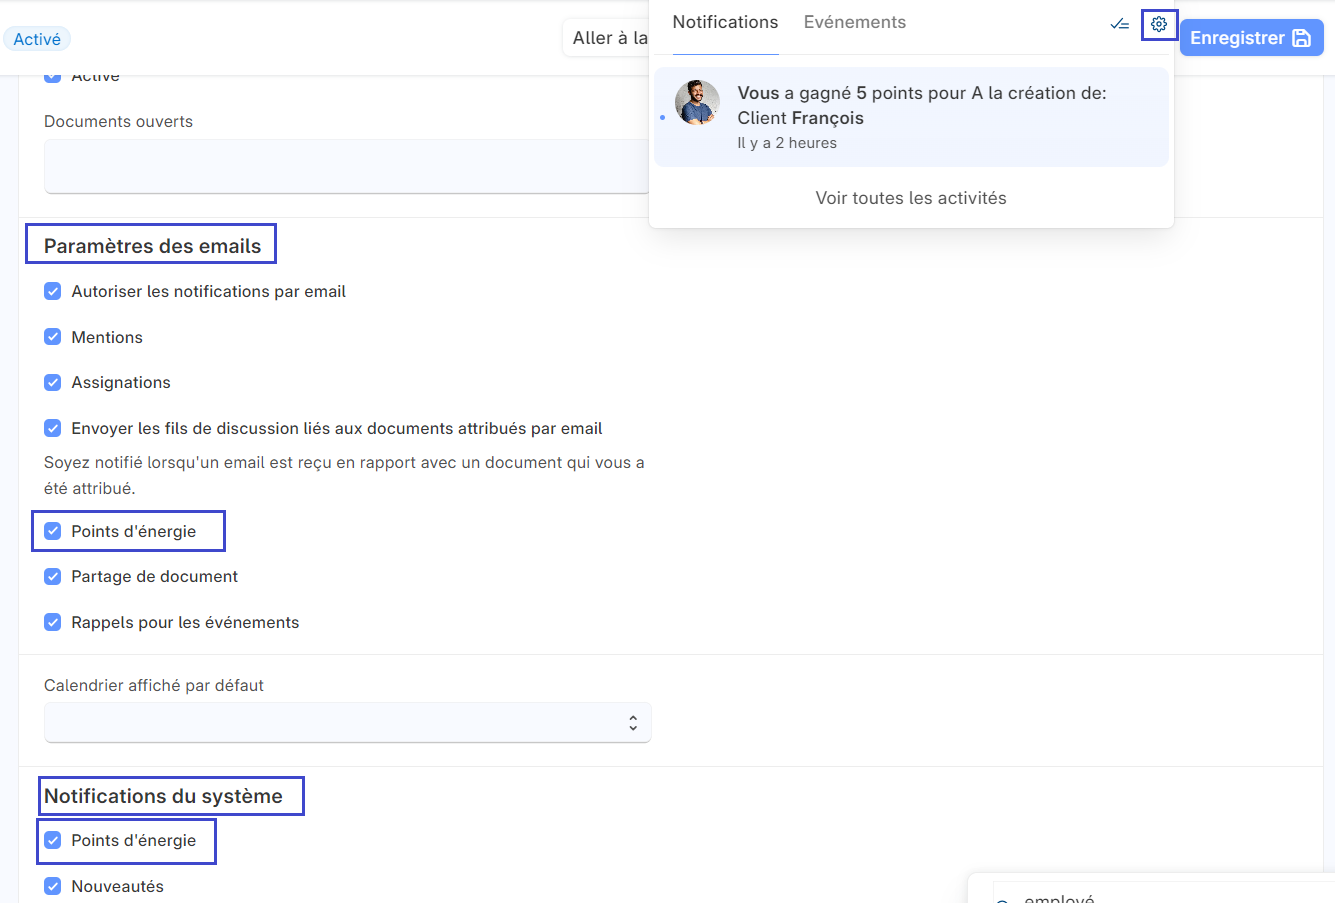 Activé
Aller à la
Notifications
Evénements
Enregistrer
Vous a gagné 5 points pour A la création de:
Client François
Il y a 2 heures
Voir toutes les activités
Activé
Documents ouverts
Paramètres des emails
Autoriser les notifications par email
Mentions
Assignations
Envoyer les fils de discussion liés aux documents attribués par email
Soyez notifié lorsqu'un email est reçu en rapport avec un document qui vous a
été attribué.
Points d'énergie
Partage de document
Rappels pour les événements
Calendrier affiché par défaut
Notifications du système
Points d'énergie
Nouveautés
employé